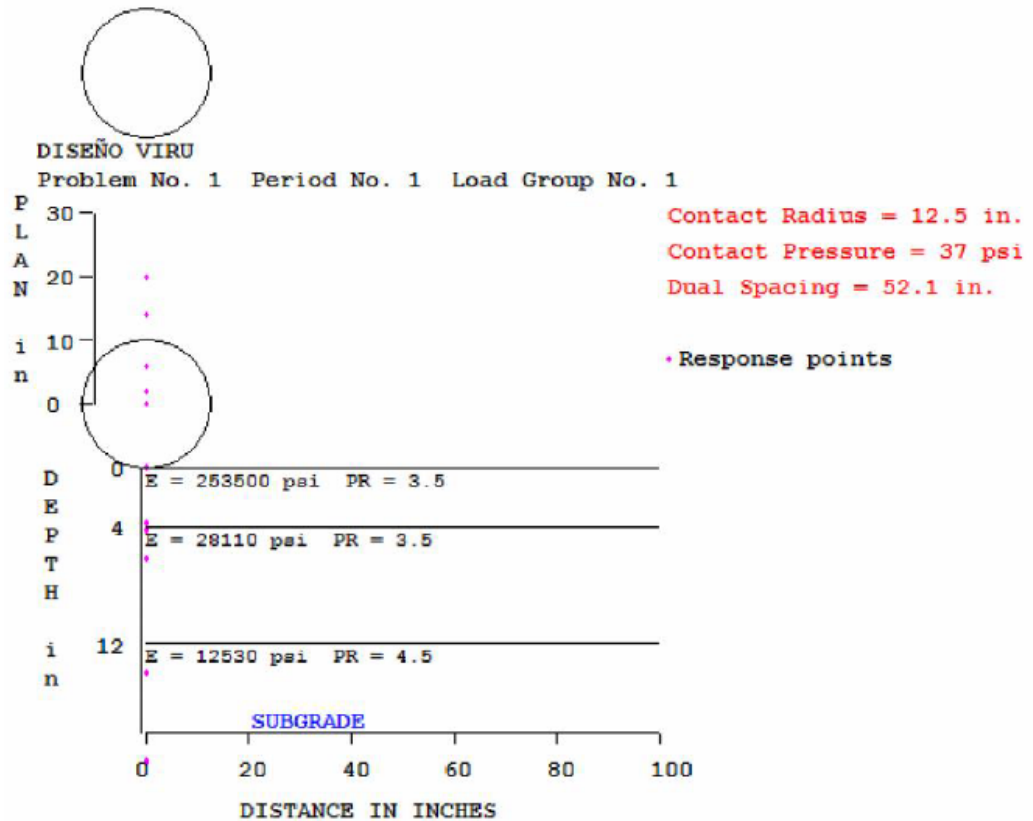 DISEÑO VIRU
Problem No. 1 Period No. 1 Load Group No. 1
PLAN in
30
20
10
0
Contact Radius = 12.5 in.
Contact Pressure = 37 psi
Dual Spacing = 52.1 in.
Response points
DEPTH in
0
E = 253500 psi PR = 3.5
4
E = 28110 psi PR = 3.5
12
E = 12530 psi PR = 4.5
SUBGRADE
0 20 40 60 80 100
DISTANCE IN INCHES